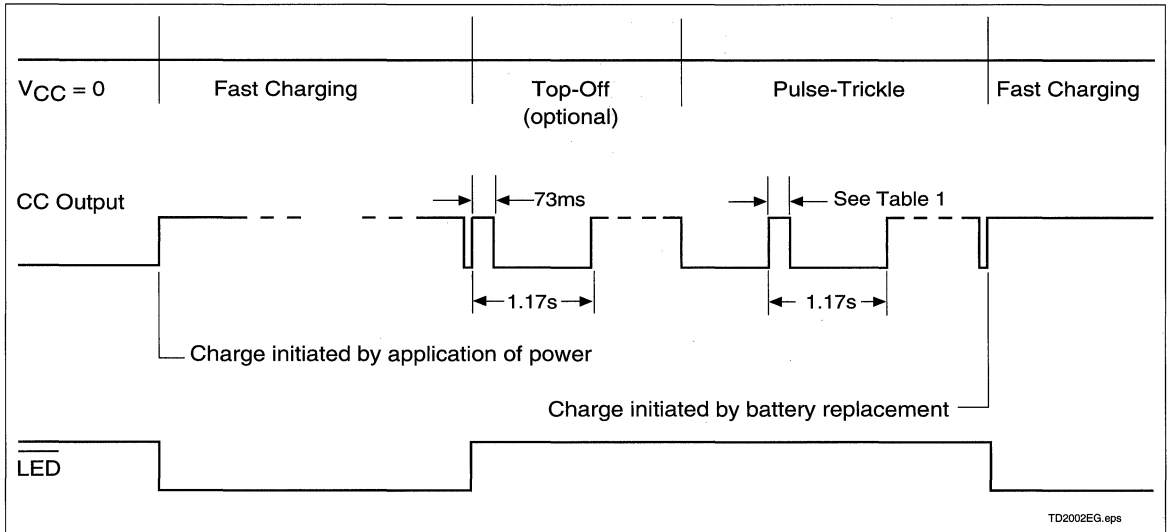 VCC = 0
Fast Charging
Top-Off
(optional)
Pulse-Trickle
Fast Charging
CC Output
73ms
See Table 1
1.17s
1.17s
Charge initiated by application of power
Charge initiated by battery replacement
LED
TD2002EG.eps